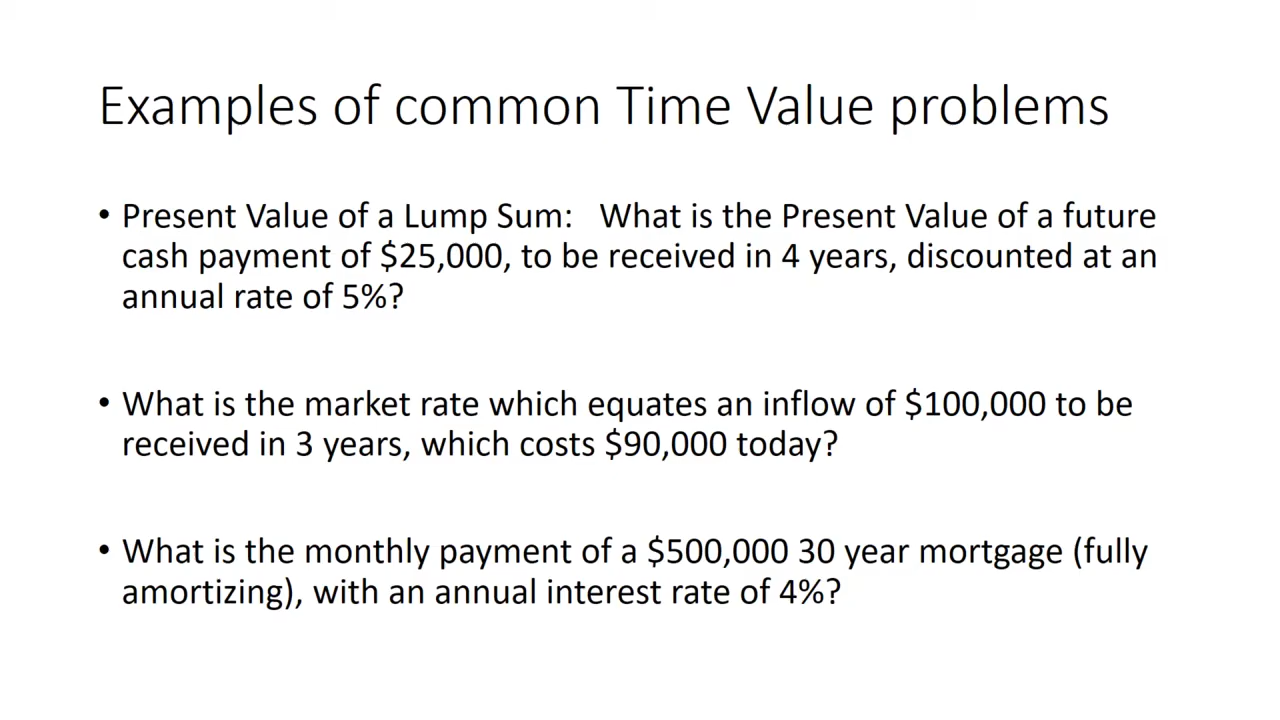 Examples of common Time Value problems
• Present Value of a Lump Sum:   What is the Present Value of a future
cash payment of $25,000, to be received in 4 years, discounted at an
annual rate of 5%?
• What is the market rate which equates an inflow of $100,000 to be
received in 3 years, which costs $90,000 today?
• What is the monthly payment of a $500,000 30 year mortgage (fully
amortizing), with an annual interest rate of 4%?